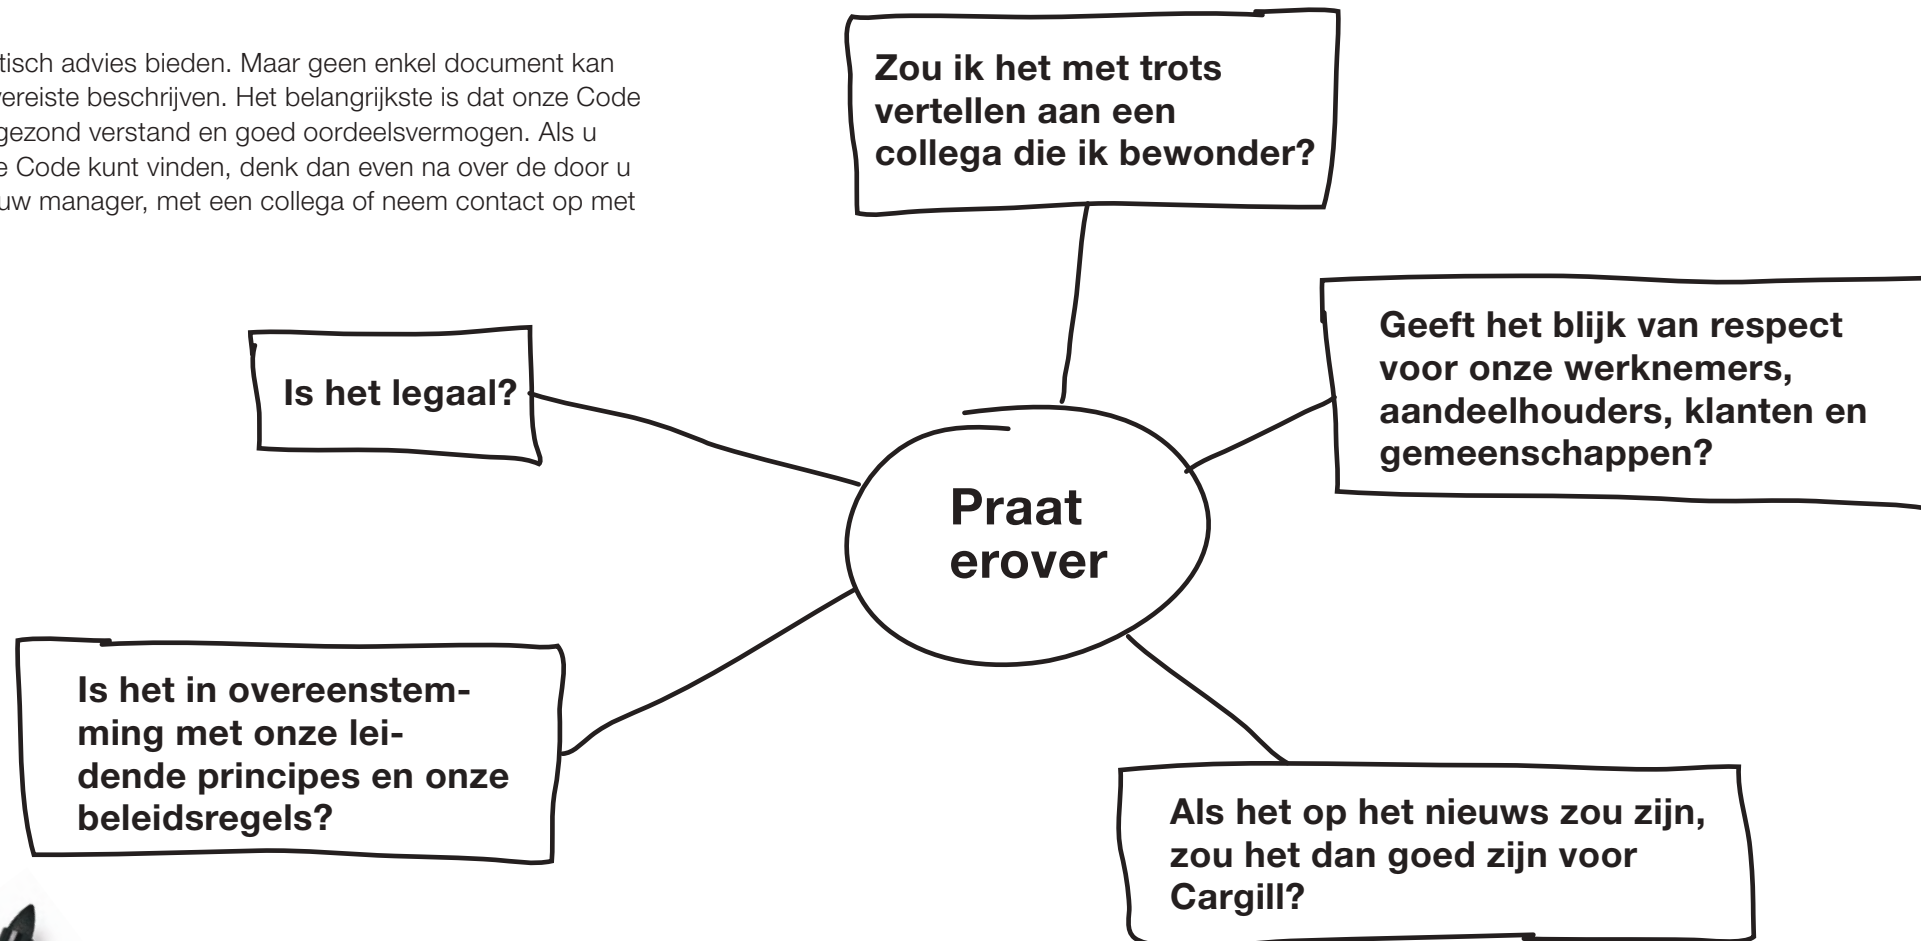 tisch advies bieden. Maar geen enkel document kan
vereiste beschrijven. Het belangrijkste is dat onze Code
gezond verstand en goed oordeelsvermogen. Als u
e Code kunt vinden, denk dan even na over de door u
uw manager, met een collega of neem contact op met
Zou ik het met trots
vertellen aan een
collega die ik bewonder?
Geeft het blijk van respect
voor onze werknemers,
aandeelhouders, klanten en
gemeenschappen?
Is het legaal?
Praat
erover
Is het in overeenstem-
ming met onze lei-
dende principes en onze
beleidsregels?
Als het op het nieuws zou zijn,
zou het dan goed zijn voor
Cargill?